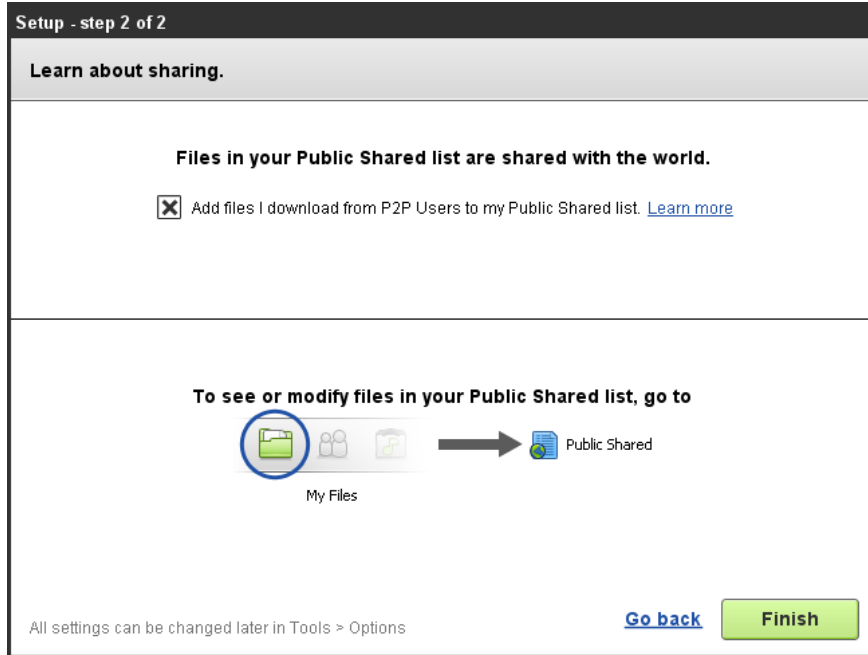 Setup - step 2 of 2
Learn about sharing.
Files in your Public Shared list are shared with the world.
Add files I download from P2P Users to my Public Shared list. Learn more
To see or modify files in your Public Shared list, go to
Public Shared
My Files
All settings can be changed later in Tools > Options
Go back
Finish